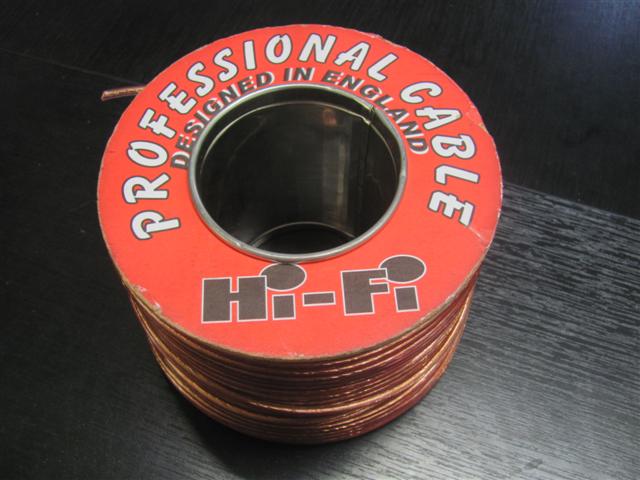 PROFESSIONAL CABLE
DESIGNED IN ENGLAND
Hi-Fi